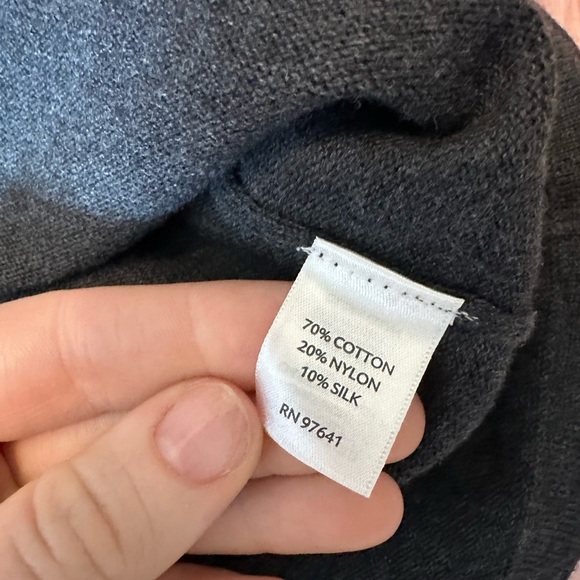 70% COTTON
20% NYLON
10% SILK
RN 97641